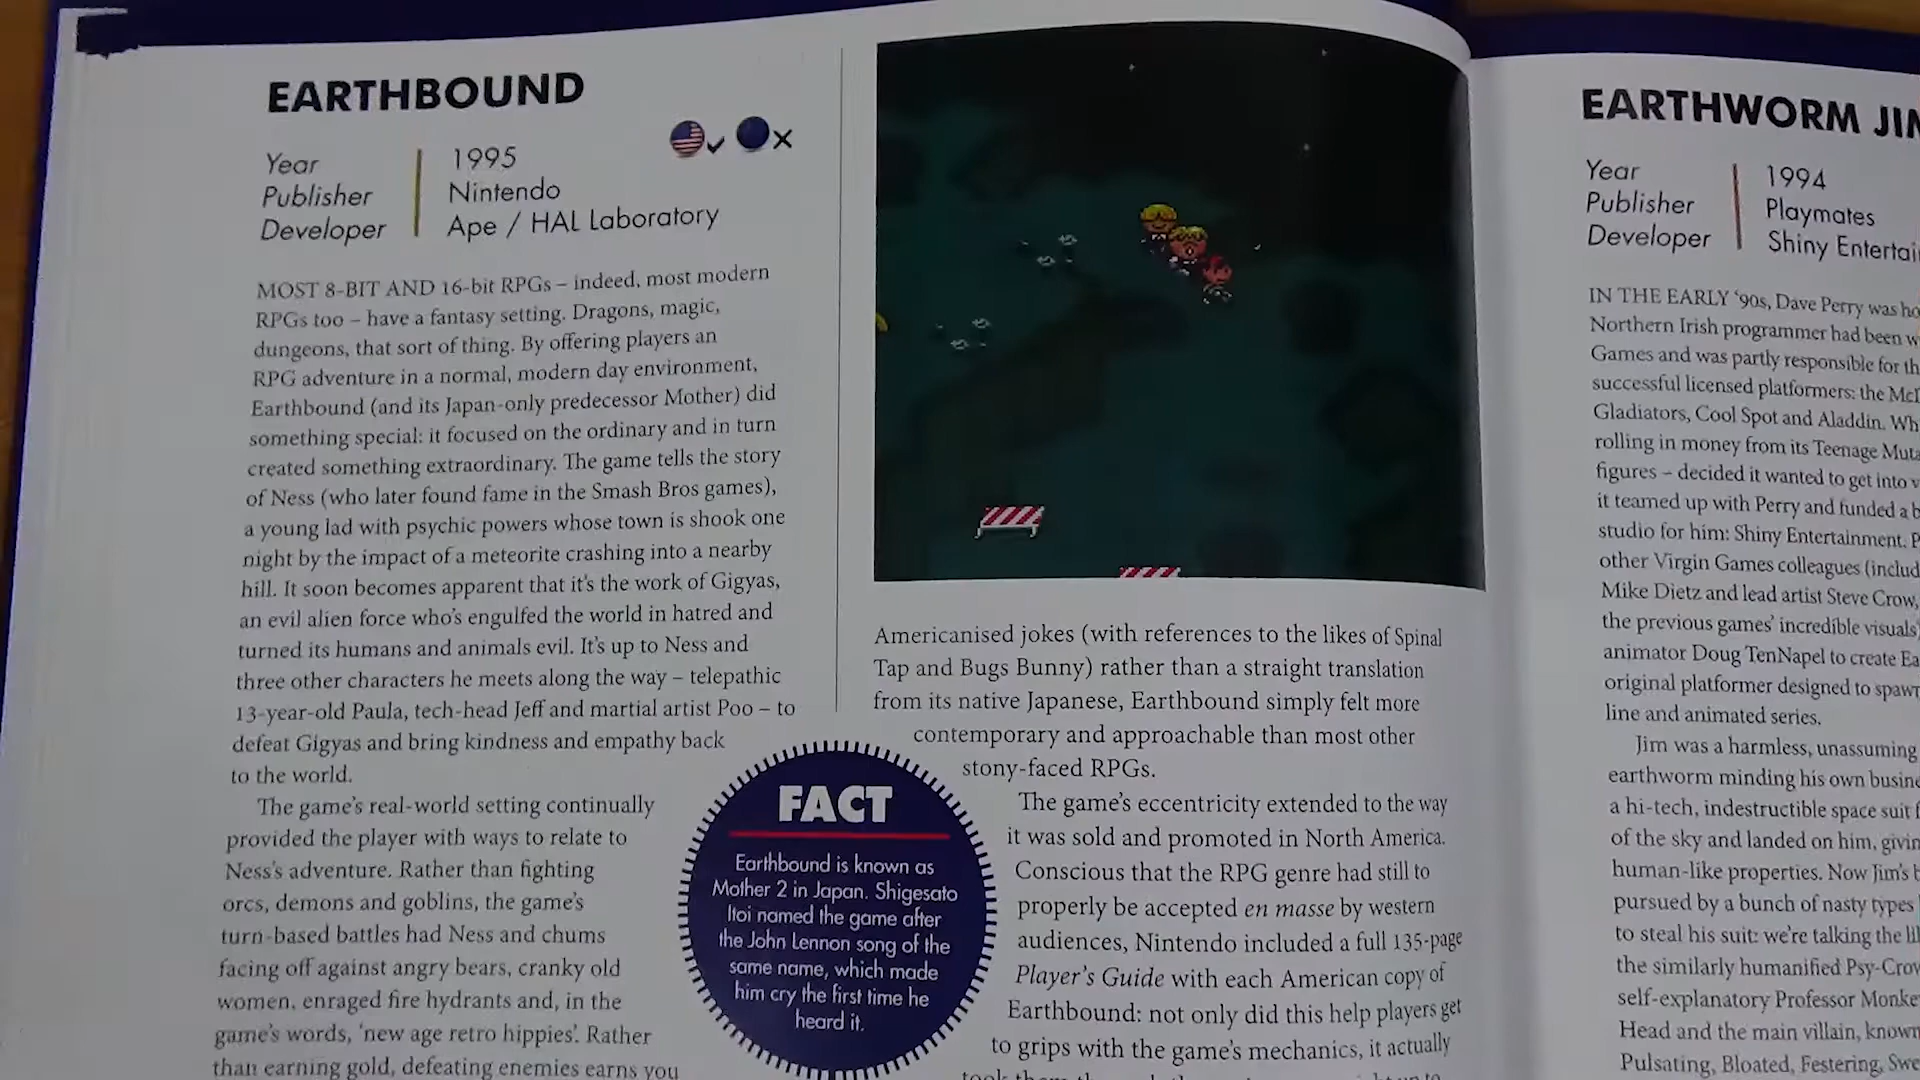 EARTHBOUND
Year 1995
Publisher Nintendo
Developer Ape / HAL Laboratory
MOST 8-BIT AND 16-bit RPGs – indeed, most modern
RPGs too – have a fantasy setting. Dragons, magic,
dungeons, that sort of thing. By offering players an
RPG adventure in a normal, modern day environment,
Earthbound (and its Japan-only predecessor Mother) did
something special: it focused on the ordinary and in turn
created something extraordinary. The game tells the story
of Ness (who later found fame in the Smash Bros games),
a young lad with psychic powers whose town is shook one
night by the impact of a meteorite crashing into a nearby
hill. It soon becomes apparent that it's the work of Gigyas,
an evil alien force who's engulfed the world in hatred and
turned its humans and animals evil. It's up to Ness and
three other characters he meets along the way – telepathic
13-year-old Paula, tech-head Jeff and martial artist Poo – to
defeat Gigyas and bring kindness and empathy back
to the world.
The game's real-world setting continually
provided the player with ways to relate to
Ness's adventure. Rather than fighting
orcs, demons and goblins, the game's
turn-based battles had Ness and chums
facing off against angry bears, cranky old
women, enraged fire hydrants and, in the
game's words, 'new age retro hippies'. Rather
than earning gold, defeating enemies earns you
FACT
Earthbound is known as
Mother 2 in Japan. Shigesato
Itoi named the game after
the John Lennon song of the
same name, which made
him cry the first time he
heard it.
Americanised jokes (with references to the likes of Spinal
Tap and Bugs Bunny) rather than a straight translation
from its native Japanese, Earthbound simply felt more
contemporary and approachable than most other
stony-faced RPGs.
The game's eccentricity extended to the way
it was sold and promoted in North America.
Conscious that the RPG genre had still to
properly be accepted en masse by western
audiences, Nintendo included a full 135-page
Player's Guide with each American copy of
Earthbound: not only did this help players get
to grips with the game's mechanics, it actually
EARTHWORM JIM
Year 1994
Publisher Playmates
Developer Shiny
IN THE EARLY '90s, Dave Perry was
Northern Irish programmer had been
Games and was partly responsible for
successful licensed platformers: the
Gladiators, Cool Spot and Aladdin.
rolling in money from its Teenage
figures – decided it wanted to get into
it teamed up with Perry and funded a
studio for him: Shiny Entertainment.
other Virgin Games colleagues
Mike Dietz and lead artist Steve Crow,
the previous games' incredible visuals)
animator Doug TenNapel to create
original platformer designed to
line and animated series.
Jim was a harmless, unassuming
earthworm minding his own
a hi-tech, indestructible space suit
of the sky and landed on him,
human-like properties. Now Jim's
pursued by a bunch of nasty types
to steal his suit: we're talking the
the similarly humanified
self-explanatory Professor
Head and the main villain, known
Pulsating, Bloated, Festering,